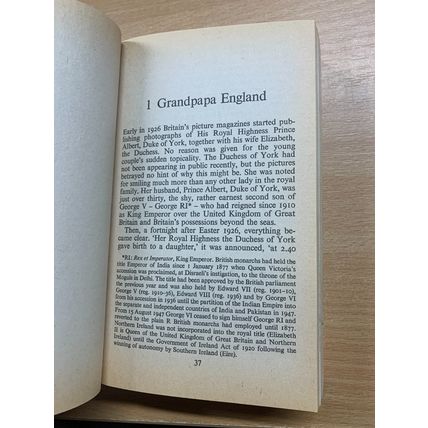 1 Grandpapa England
Early in 1926 Britain's picture magazines started pub-
lishing photographs of His Royal Highness Prince
Albert, Duke of York, together with his wife Elizabeth,
the Duchess. No reason was given for the young
couple's sudden topicality. The Duchess of York had
not been appearing in public recently, but the pictures
betrayed no hint of why this might be. She was noted
for smiling much more than any other lady in the royal
family. Her husband, Prince Albert, Duke of York, was
just over thirty, the shy, rather earnest second son of
George V – George RI* – who had reigned since 1910
as King Emperor over the United Kingdom of Great
Britain and Britain's possessions beyond the seas.
Then, a fortnight after Easter 1926, everything be-
came clear. 'Her Royal Highness the Duchess of York
gave birth to a daughter,' it was announced, 'at 2.40
*RI: Rex et Imperator, King Emperor. British monarchs had held the
title Emperor of India since 1 January 1877 when Queen Victoria's
accession was proclaimed, at Disraeli's instigation, to the throne of the
Moguls in Delhi. The title had been approved by the British parliament
the previous year and was also held by Edward VII (reg. 1901–10),
George V (reg. 1910–36), Edward VIII (reg. 1936) and by George VI
from his accession in 1936 until the partition of the Indian Empire into
the separate and independent countries of India and Pakistan in 1947.
From 15 August 1947 George VI ceased to sign himself George RI and
reverted to the plain R British monarchs had employed until 1877.
Northern Ireland was not incorporated into the royal title (Elizabeth
II is Queen of the United Kingdom of Great Britain and Northern
Ireland) until the Government of Ireland Act of 1920 following the
winning of autonomy by Southern Ireland (Eire).
37